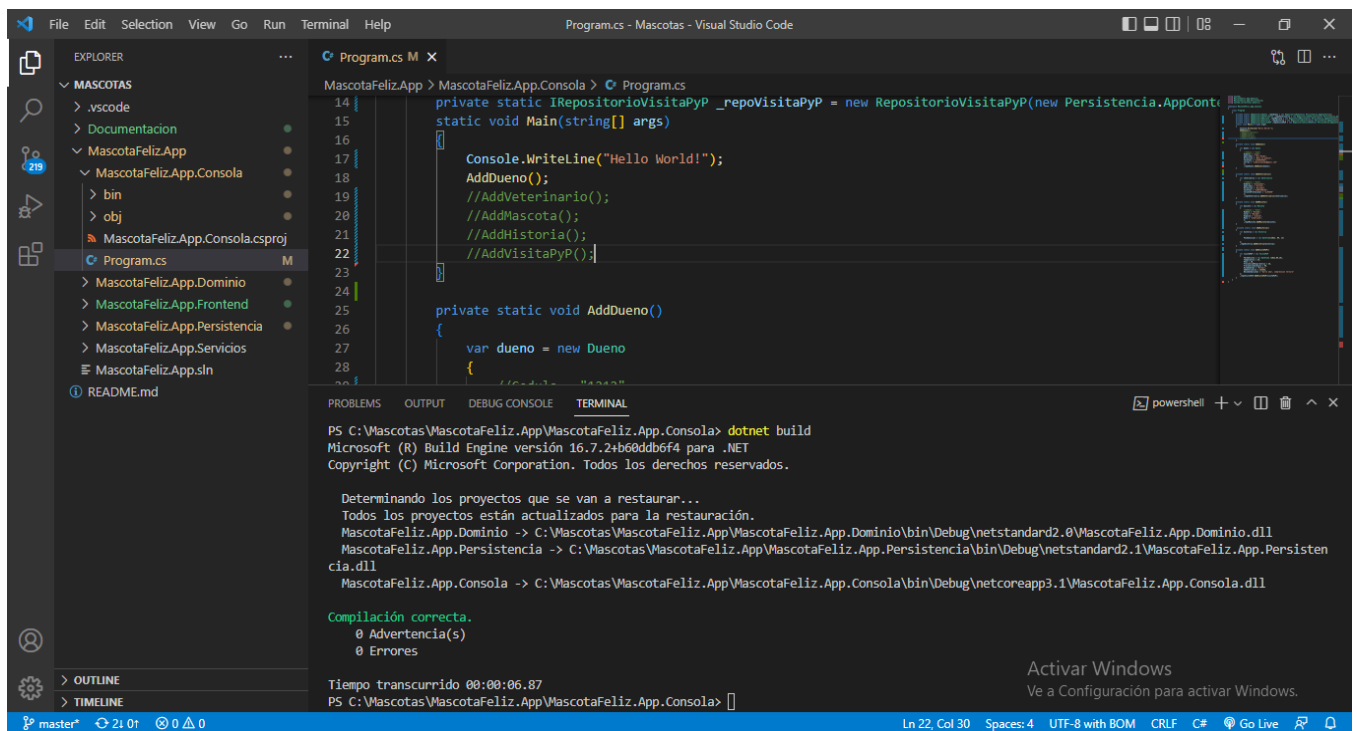 File Edit Selection View Go Run Terminal Help
Program.cs - Mascotas - Visual Studio Code
EXPLORER
MASCOTAS
.vscode
Documentacion
MascotaFeliz.App
MascotaFeliz.App.Consola
bin
obj
MascotaFeliz.App.Consola.csproj
Program.cs M
MascotaFeliz.App.Dominio
MascotaFeliz.App.Frontend
MascotaFeliz.App.Persistencia
MascotaFeliz.App.Servicios
MascotaFeliz.App.sln
README.md
OUTLINE
TIMELINE
219
Program.cs M
MascotaFeliz.App > MascotaFeliz.App.Consola > Program.cs
14 private static IRepositorioVisitaPyP _repoVisitaPyP = new RepositorioVisitaPyP(new Persistencia.AppConte
15 static void Main(string[] args)
16 {
17 Console.WriteLine("Hello World!");
18 AddDueno();
19 //AddVeterinario();
20 //AddMascota();
21 //AddHistoria();
22 //AddVisitaPyP();
23 }
24
25 private static void AddDueno()
26 {
27 var dueno = new Dueno
28 {
PROBLEMS OUTPUT DEBUG CONSOLE TERMINAL
powershell
PS C:\Mascotas\MascotaFeliz.App\MascotaFeliz.App.Consola> dotnet build
Microsoft (R) Build Engine versión 16.7.2+b60ddb6f4 para .NET
Copyright (C) Microsoft Corporation. Todos los derechos reservados.
Determinando los proyectos que se van a restaurar...
Todos los proyectos están actualizados para la restauración.
MascotaFeliz.App.Dominio -> C:\Mascotas\MascotaFeliz.App\MascotaFeliz.App.Dominio\bin\Debug\netstandard2.0\MascotaFeliz.App.Dominio.dll
MascotaFeliz.App.Persistencia -> C:\Mascotas\MascotaFeliz.App\MascotaFeliz.App.Persistencia\bin\Debug\netstandard2.1\MascotaFeliz.App.Persisten
cia.dll
MascotaFeliz.App.Consola -> C:\Mascotas\MascotaFeliz.App\MascotaFeliz.App.Consola\bin\Debug\netcoreapp3.1\MascotaFeliz.App.Consola.dll
Compilación correcta.
0 Advertencia(s)
0 Errores
Tiempo transcurrido 00:00:06.87
PS C:\Mascotas\MascotaFeliz.App\MascotaFeliz.App.Consola>
Activar Windows
Ve a Configuración para activar Windows.
master* 2↓ 0↑ 0 0
Ln 22, Col 30 Spaces: 4 UTF-8 with BOM CRLF C# Go Live